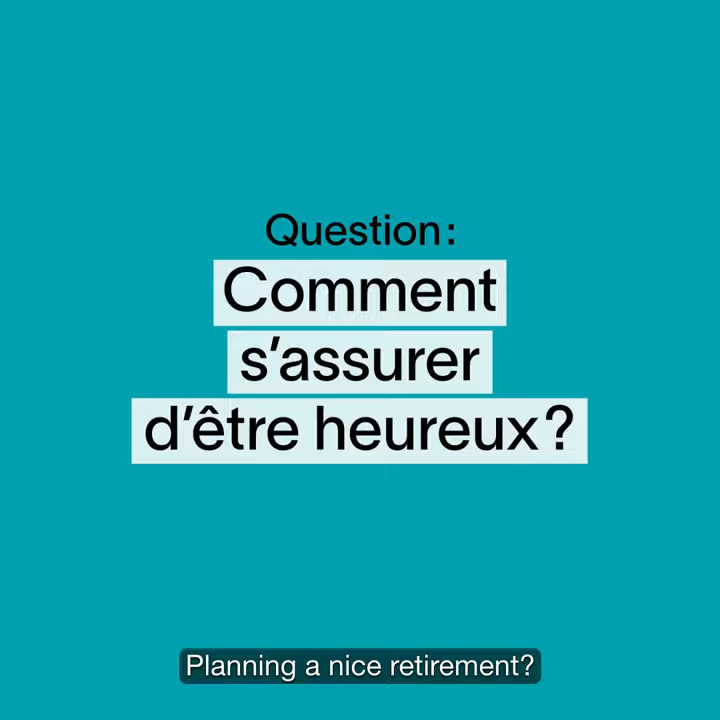 Question :
Comment
s’assurer
d’être heureux ?
Planning a nice retirement?